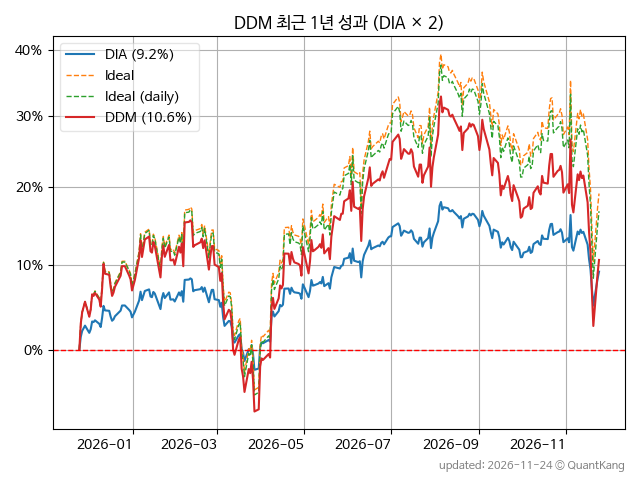 DDM 최근 1년 성과 (DIA × 2)
40%
30%
20%
10%
0%
DIA (9.2%)
Ideal
Ideal (daily)
DDM (10.6%)
2026-01
2026-03
2026-05
2026-07
2026-09
2026-11
updated: 2026-11-24 © QuantKang